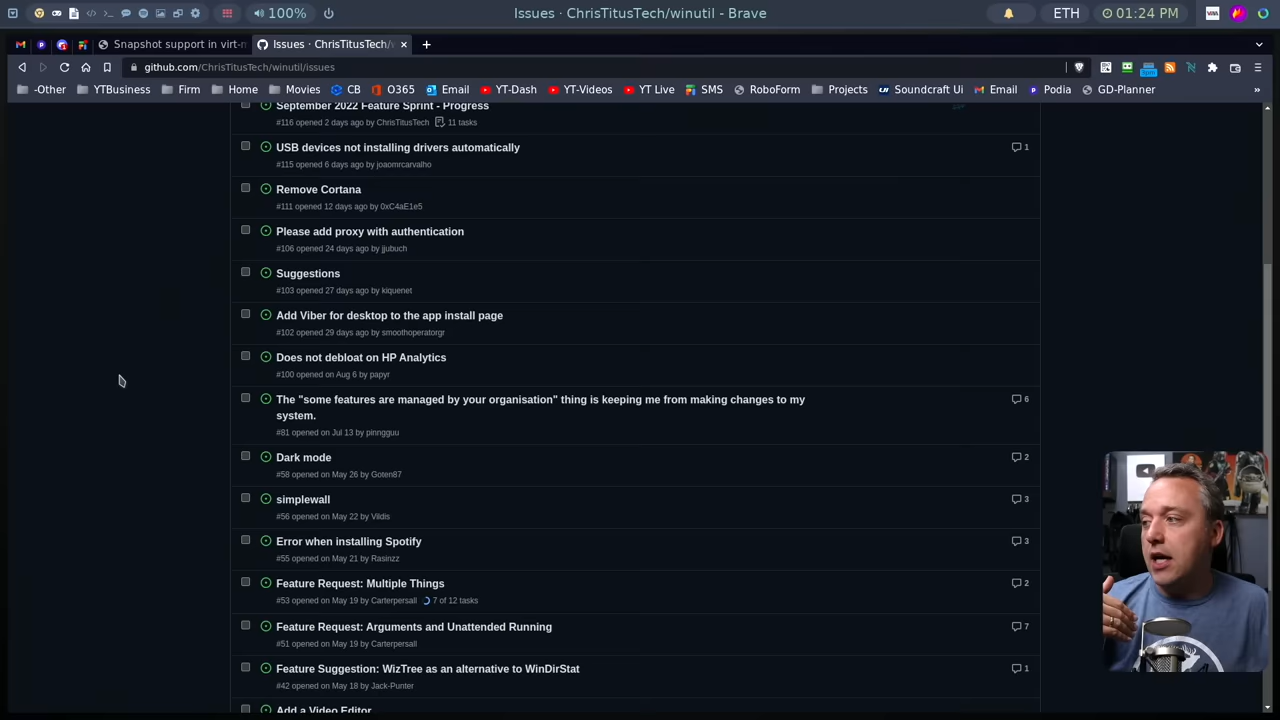 100%
Issues · ChrisTitusTech/winutil - Brave
ETH
01:24 PM
Snapshot support in virt-m
Issues · ChrisTitusTech/
github.com/ChrisTitusTech/winutil/issues
-Other
YTBusiness
Firm
Home
Movies
CB
O365
Email
YT-Dash
YT-Videos
YT Live
SMS
RoboForm
Projects
Soundcraft Ui
Email
Podia
GD-Planner
»
September 2022 Feature Sprint - Progress
#116 opened 2 days ago by ChrisTitusTech 11 tasks
USB devices not installing drivers automatically
1
#115 opened 6 days ago by joaomrcarvalho
Remove Cortana
#111 opened 12 days ago by 0xC4aE1e5
Please add proxy with authentication
#106 opened 24 days ago by jjubuch
Suggestions
#103 opened 27 days ago by kiquenet
Add Viber for desktop to the app install page
#102 opened 29 days ago by smoothoperatorgr
Does not debloat on HP Analytics
#100 opened on Aug 6 by papyr
The "some features are managed by your organisation" thing is keeping me from making changes to my
6
system.
#81 opened on Jul 13 by pinngguu
Dark mode
2
#58 opened on May 26 by Goten87
simplewall
3
#56 opened on May 22 by Vildis
Error when installing Spotify
3
#55 opened on May 21 by Rasinzz
Feature Request: Multiple Things
2
#53 opened on May 19 by Carterpersall 7 of 12 tasks
Feature Request: Arguments and Unattended Running
7
#51 opened on May 19 by Carterpersall
Feature Suggestion: WizTree as an alternative to WinDirStat
1
#42 opened on May 18 by Jack-Punter
Add a Video Editor